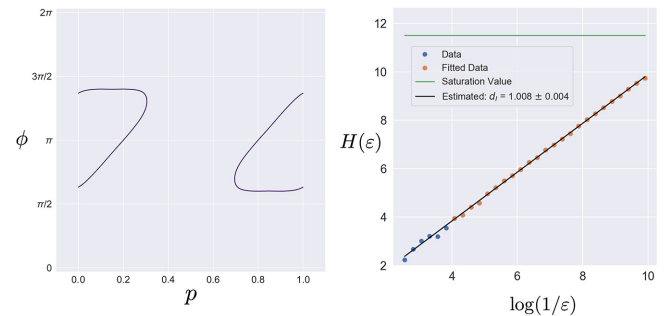 2π
3π/2
ϕ
π
π/2
0
0.0 0.2 0.4 0.6 0.8 1.0
p
12
10
8
6
4
2
H(ε)
Data
Fitted Data
Saturation Value
Estimated: d_I = 1.008 ± 0.004
4 6 8 10
log(1/ε)